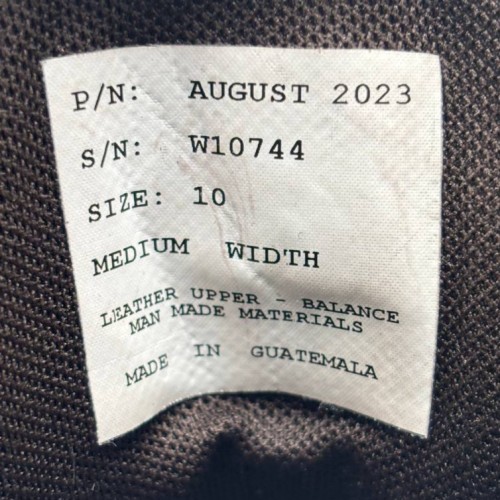 P/N: AUGUST 2023
S/N: W10744
SIZE: 10
MEDIUM WIDTH
LEATHER UPPER - BALANCE
MAN MADE MATERIALS
MADE IN GUATEMALA